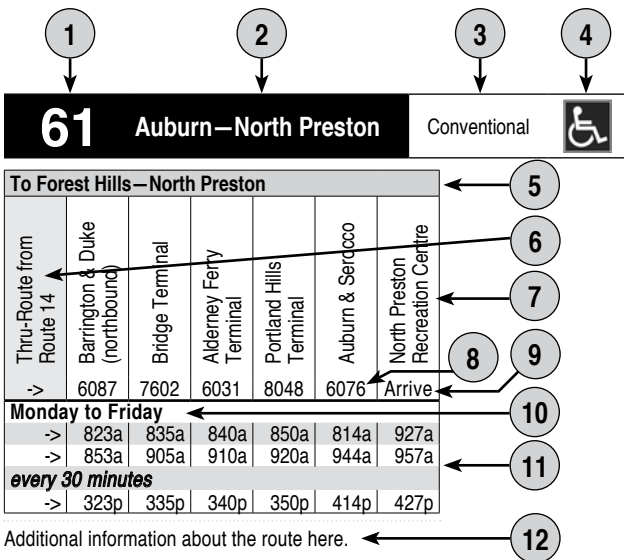 1 2 3 4
61 Auburn–North Preston Conventional
To Forest Hills–North Preston
5
Thru-Route from
Route 14
Barrington & Duke
(northbound)
Bridge Terminal
Alderney Ferry
Terminal
Portland Hills
Terminal
Auburn & Serocco
North Preston
Recreation Centre
6
7
8
9
-> 6087 7602 6031 8048 6076 Arrive
Monday to Friday
10
-> 823a 835a 840a 850a 814a 927a
-> 853a 905a 910a 920a 944a 957a
11
every 30 minutes
-> 323p 335p 340p 350p 414p 427p
Additional information about the route here.
12